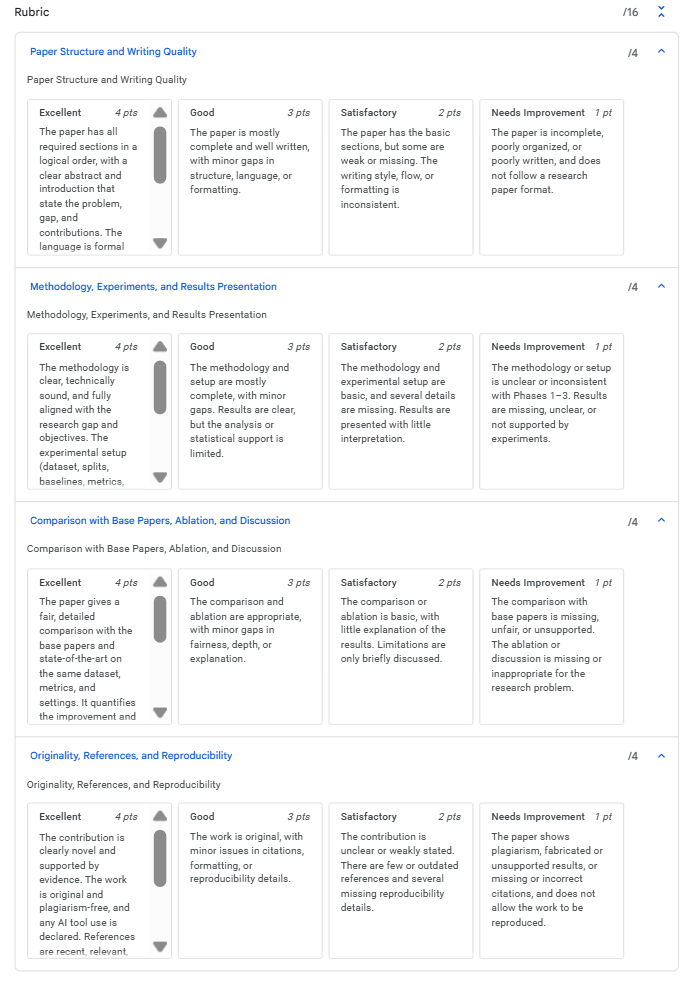 Rubric /16
Paper Structure and Writing Quality /4
Paper Structure and Writing Quality
Excellent 4 pts
The paper has all
required sections in a
logical order, with a
clear abstract and
introduction that
state the problem,
gap, and
contributions. The
language is formal
Good 3 pts
The paper is mostly
complete and well written,
with minor gaps in
structure, language, or
formatting.
Satisfactory 2 pts
The paper has the basic
sections, but some are
weak or missing. The
writing style, flow, or
formatting is
inconsistent.
Needs Improvement 1 pt
The paper is incomplete,
poorly organized, or
poorly written, and does
not follow a research
paper format.
Methodology, Experiments, and Results Presentation /4
Methodology, Experiments, and Results Presentation
Excellent 4 pts
The methodology is
clear, technically
sound, and fully
aligned with the
research gap and
objectives. The
experimental setup
(dataset, splits,
baselines, metrics,
Good 3 pts
The methodology and
setup are mostly
complete, with minor
gaps. Results are clear,
but the analysis or
statistical support is
limited.
Satisfactory 2 pts
The methodology and
experimental setup are
basic, and several details
are missing. Results are
presented with little
interpretation.
Needs Improvement 1 pt
The methodology or setup
is unclear or inconsistent
with Phases 1–3. Results
are missing, unclear, or
not supported by
experiments.
Comparison with Base Papers, Ablation, and Discussion /4
Comparison with Base Papers, Ablation, and Discussion
Excellent 4 pts
The paper gives a
fair, detailed
comparison with the
base papers and
state-of-the-art on
the same dataset,
metrics, and
settings. It quantifies
the improvement and
Good 3 pts
The comparison and
ablation are appropriate,
with minor gaps in
fairness, depth, or
explanation.
Satisfactory 2 pts
The comparison or
ablation is basic, with
little explanation of the
results. Limitations are
only briefly discussed.
Needs Improvement 1 pt
The comparison with
base papers is missing,
unfair, or unsupported.
The ablation or
discussion is missing or
inappropriate for the
research problem.
Originality, References, and Reproducibility /4
Originality, References, and Reproducibility
Excellent 4 pts
The contribution is
clearly novel and
supported by
evidence. The work
is original and
plagiarism-free, and
any AI tool use is
declared. References
are recent, relevant,
Good 3 pts
The work is original, with
minor issues in citations,
formatting, or
reproducibility details.
Satisfactory 2 pts
The contribution is
unclear or weakly stated.
There are few or outdated
references and several
missing reproducibility
details.
Needs Improvement 1 pt
The paper shows
plagiarism, fabricated or
unsupported results, or
missing or incorrect
citations, and does not
allow the work to be
reproduced.